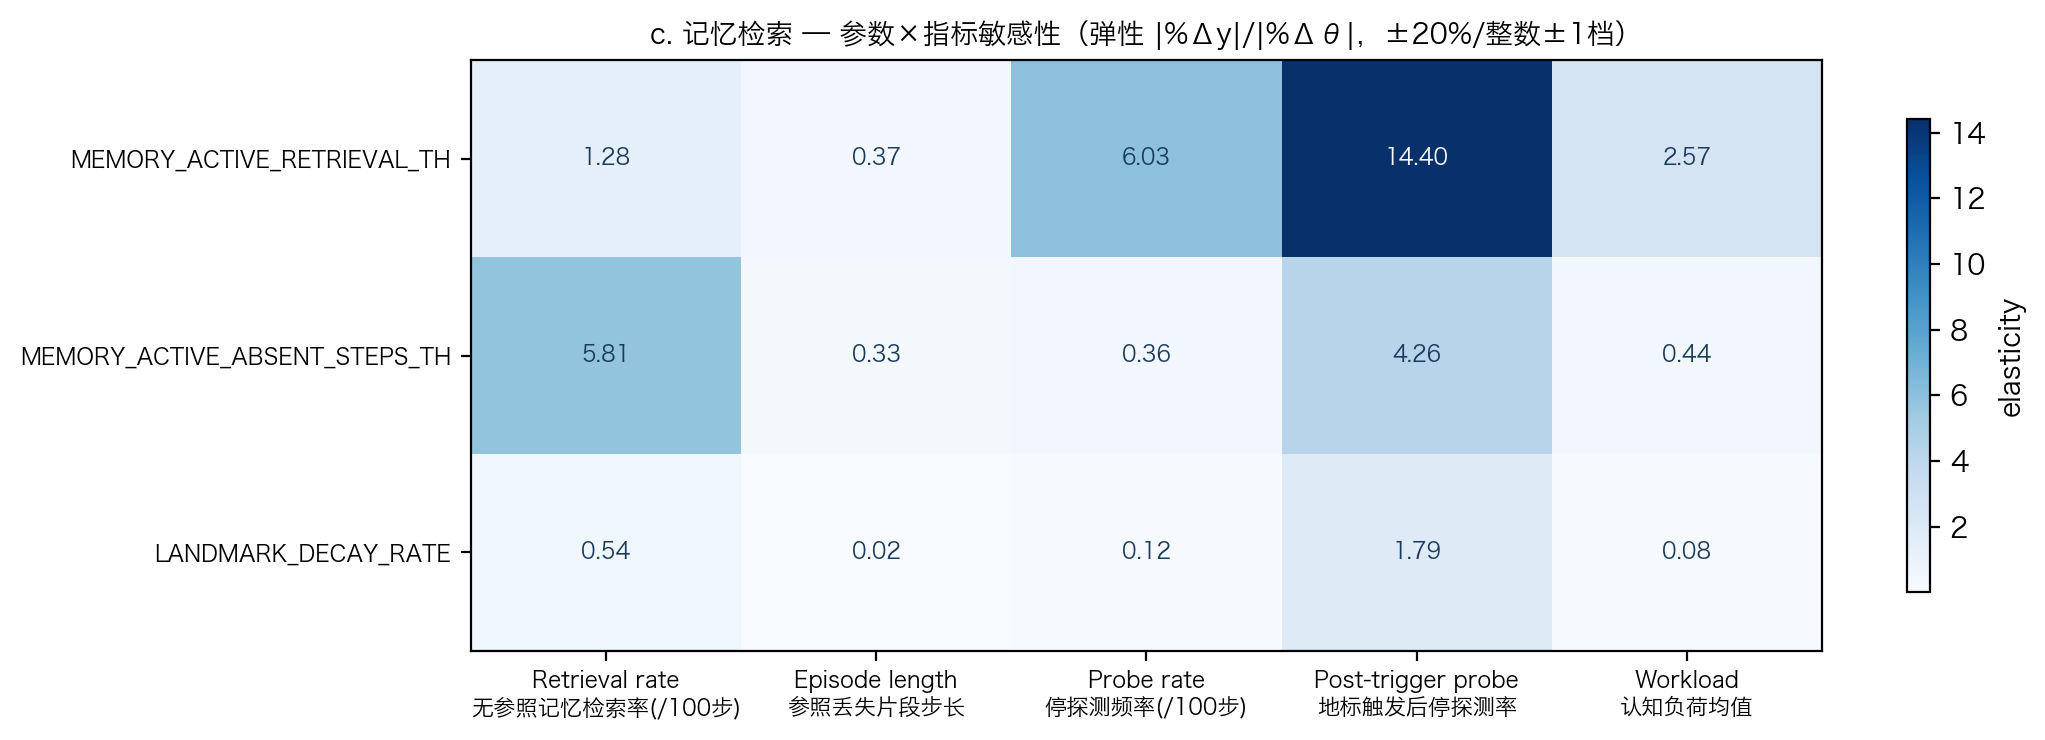 c. 记忆检索 — 参数×指标敏感性（弹性 |%Δy|/|%Δθ|，±20%/整数±1档）
MEMORY_ACTIVE_RETRIEVAL_TH
1.28
0.37
6.03
14.40
2.57
MEMORY_ACTIVE_ABSENT_STEPS_TH
5.81
0.33
0.36
4.26
0.44
LANDMARK_DECAY_RATE
0.54
0.02
0.12
1.79
0.08
Retrieval rate
无参照记忆检索率(/100步)
Episode length
参照丢失片段步长
Probe rate
停探测频率(/100步)
Post-trigger probe
地标触发后停探测率
Workload
认知负荷均值
14
12
10
8
6
4
2
elasticity